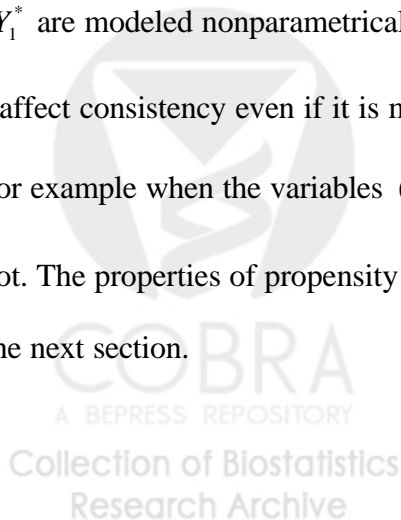 Y₁* are modeled nonparametrical
affect consistency even if it is
or example when the variables (
ot. The properties of propensity
ne next section.
COBRA
A BEPRESS REPOSITORY
Collection of Biostatistics
Research Archive